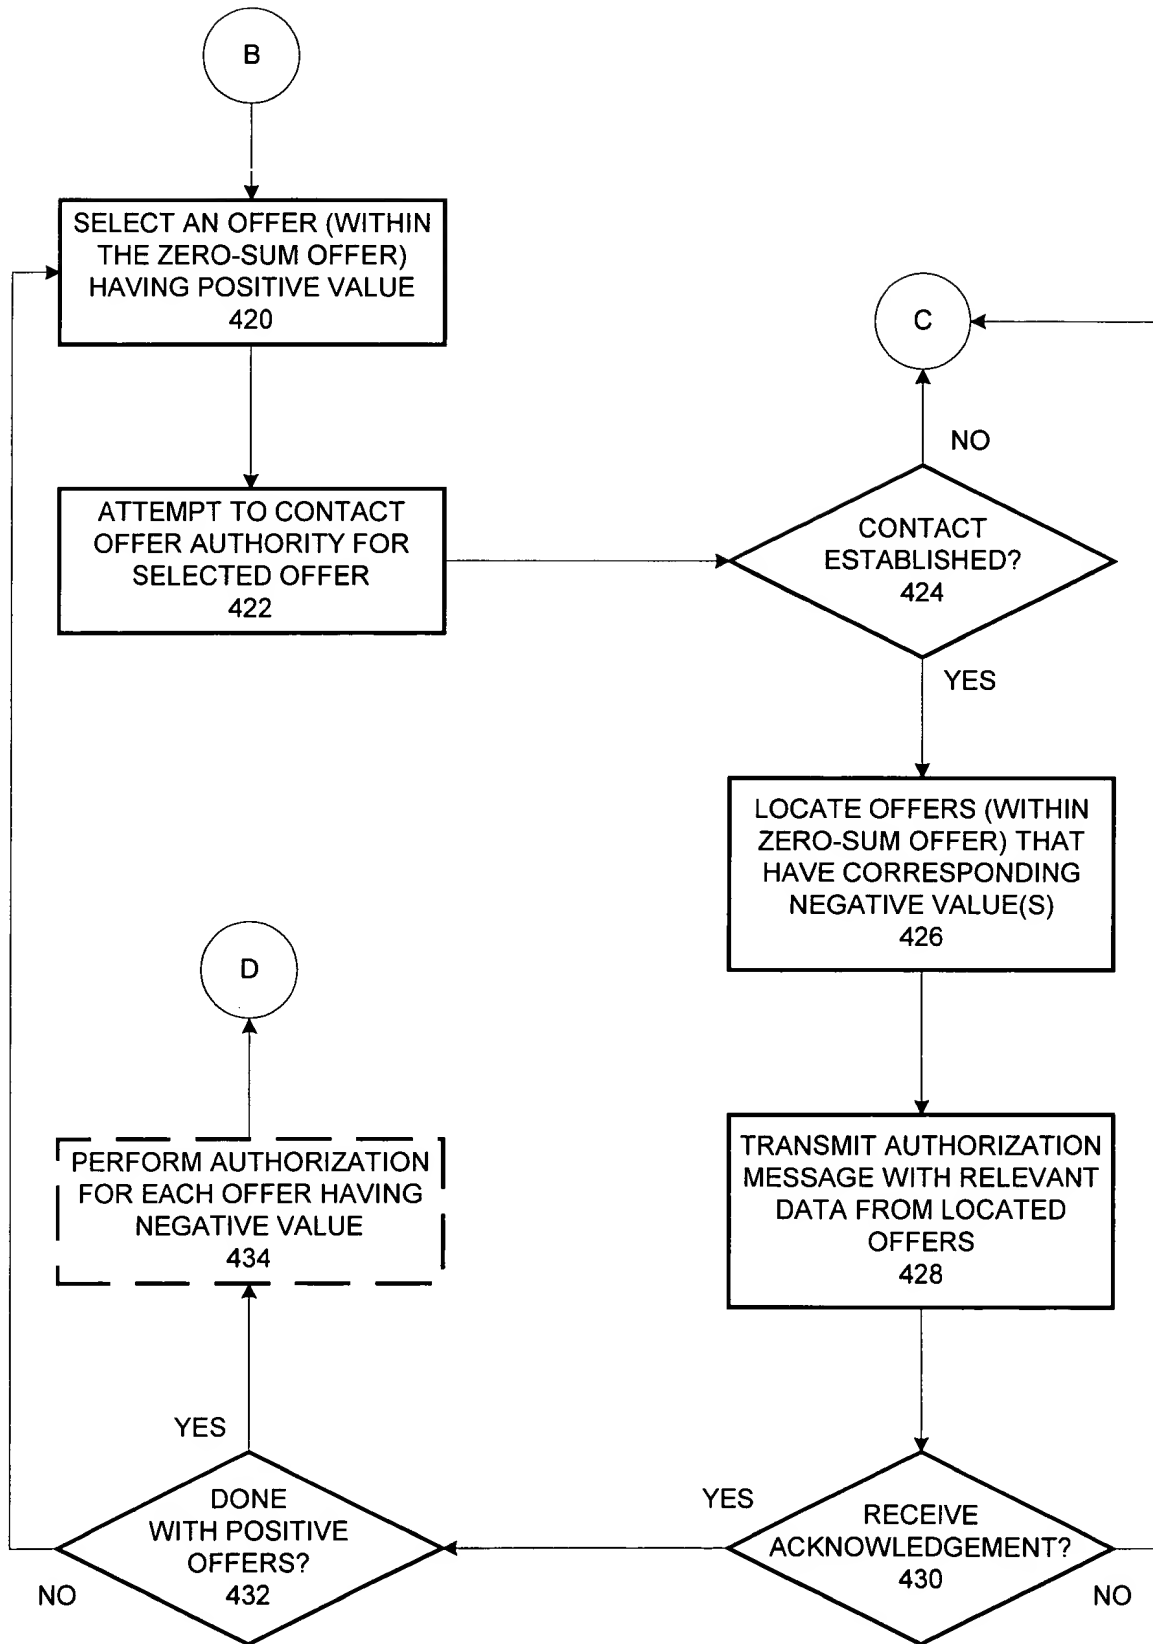 B
SELECT AN OFFER (WITHIN
THE ZERO-SUM OFFER)
HAVING POSITIVE VALUE
420
C
NO
ATTEMPT TO CONTACT
OFFER AUTHORITY FOR
SELECTED OFFER
422
CONTACT
ESTABLISHED?
424
YES
LOCATE OFFERS (WITHIN
ZERO-SUM OFFER) THAT
HAVE CORRESPONDING
NEGATIVE VALUE(S)
426
D
TRANSMIT AUTHORIZATION
MESSAGE WITH RELEVANT
DATA FROM LOCATED
OFFERS
428
PERFORM AUTHORIZATION
FOR EACH OFFER HAVING
NEGATIVE VALUE
434
YES
DONE
WITH POSITIVE
OFFERS?
432
NO
YES
RECEIVE
ACKNOWLEDGEMENT?
430
NO